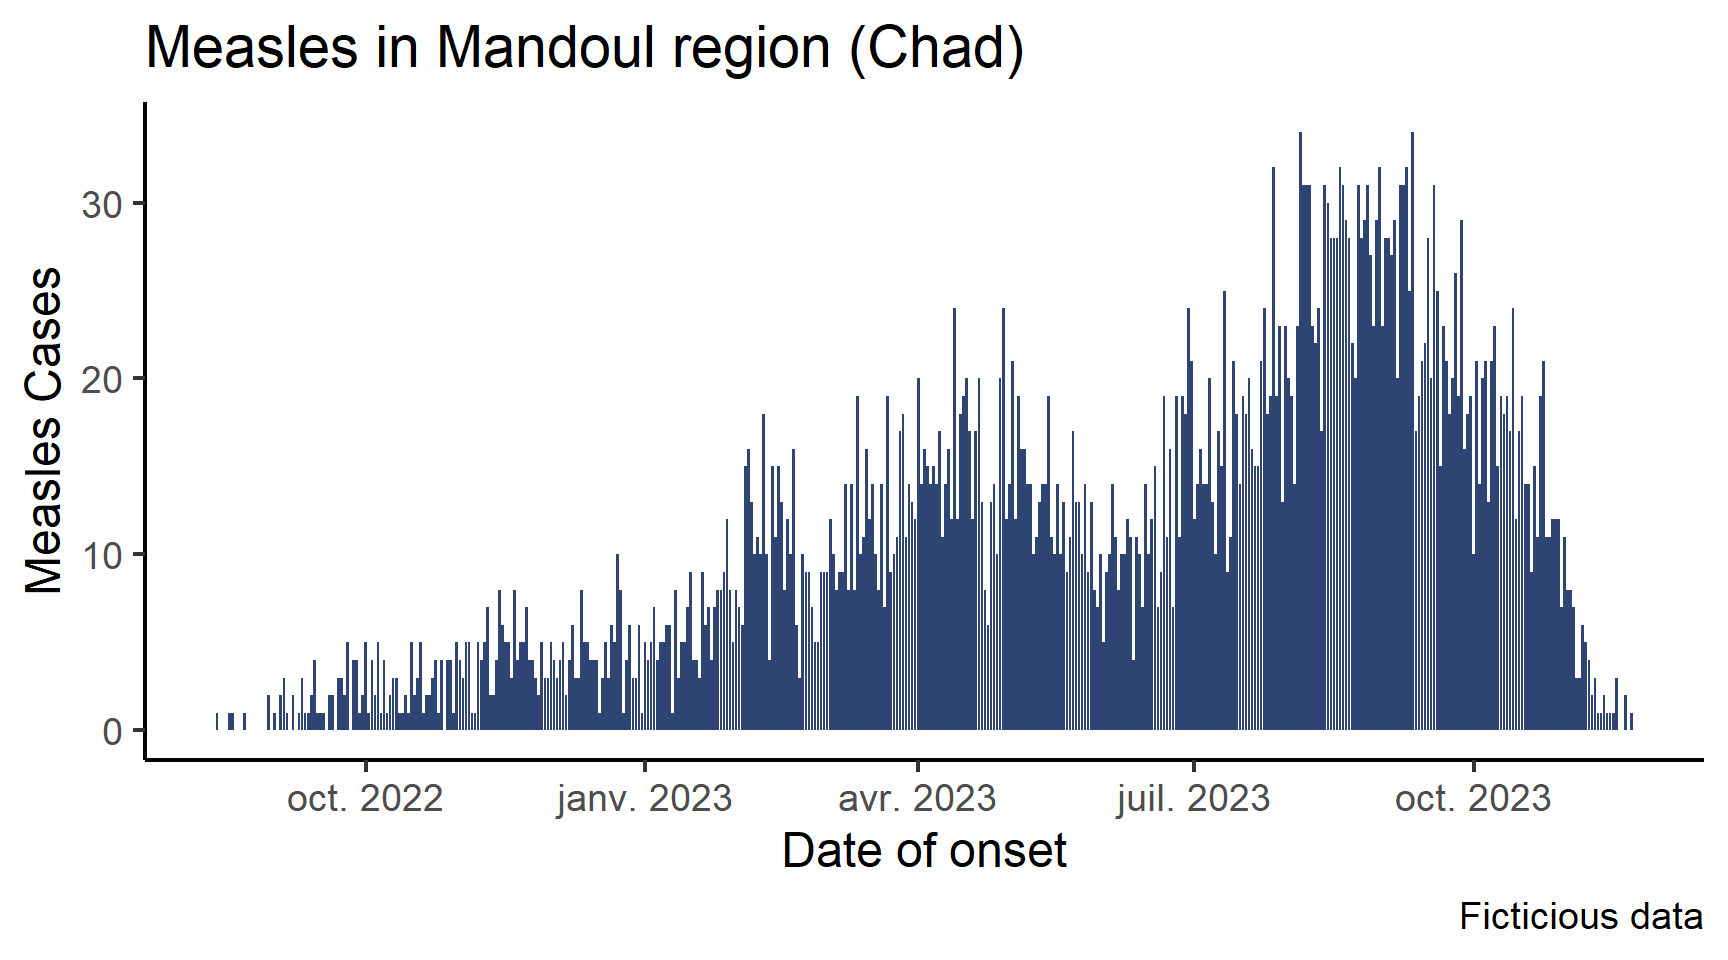 Measles in Mandoul region (Chad)
Measles Cases
30
20
10
0
oct. 2022 janv. 2023 avr. 2023 juil. 2023 oct. 2023
Date of onset
Ficticious data